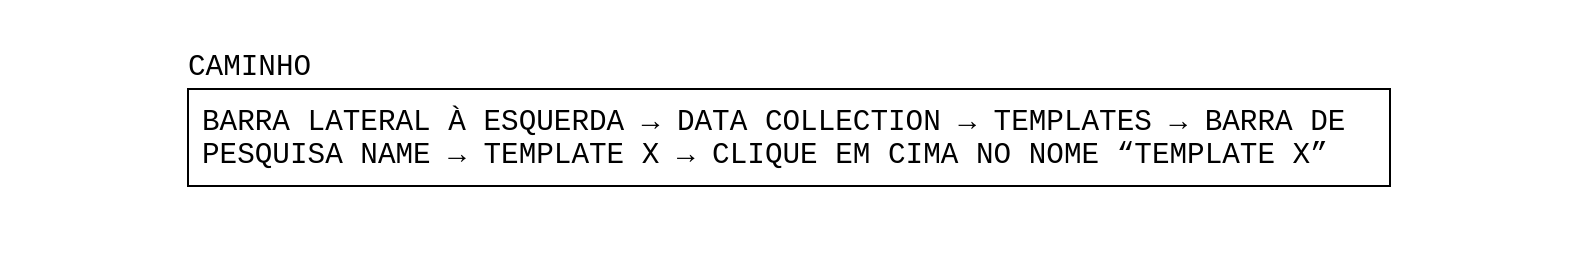 CAMINHO
BARRA LATERAL À ESQUERDA → DATA COLLECTION → TEMPLATES → BARRA DE
PESQUISA NAME → TEMPLATE X → CLIQUE EM CIMA NO NOME “TEMPLATE X”